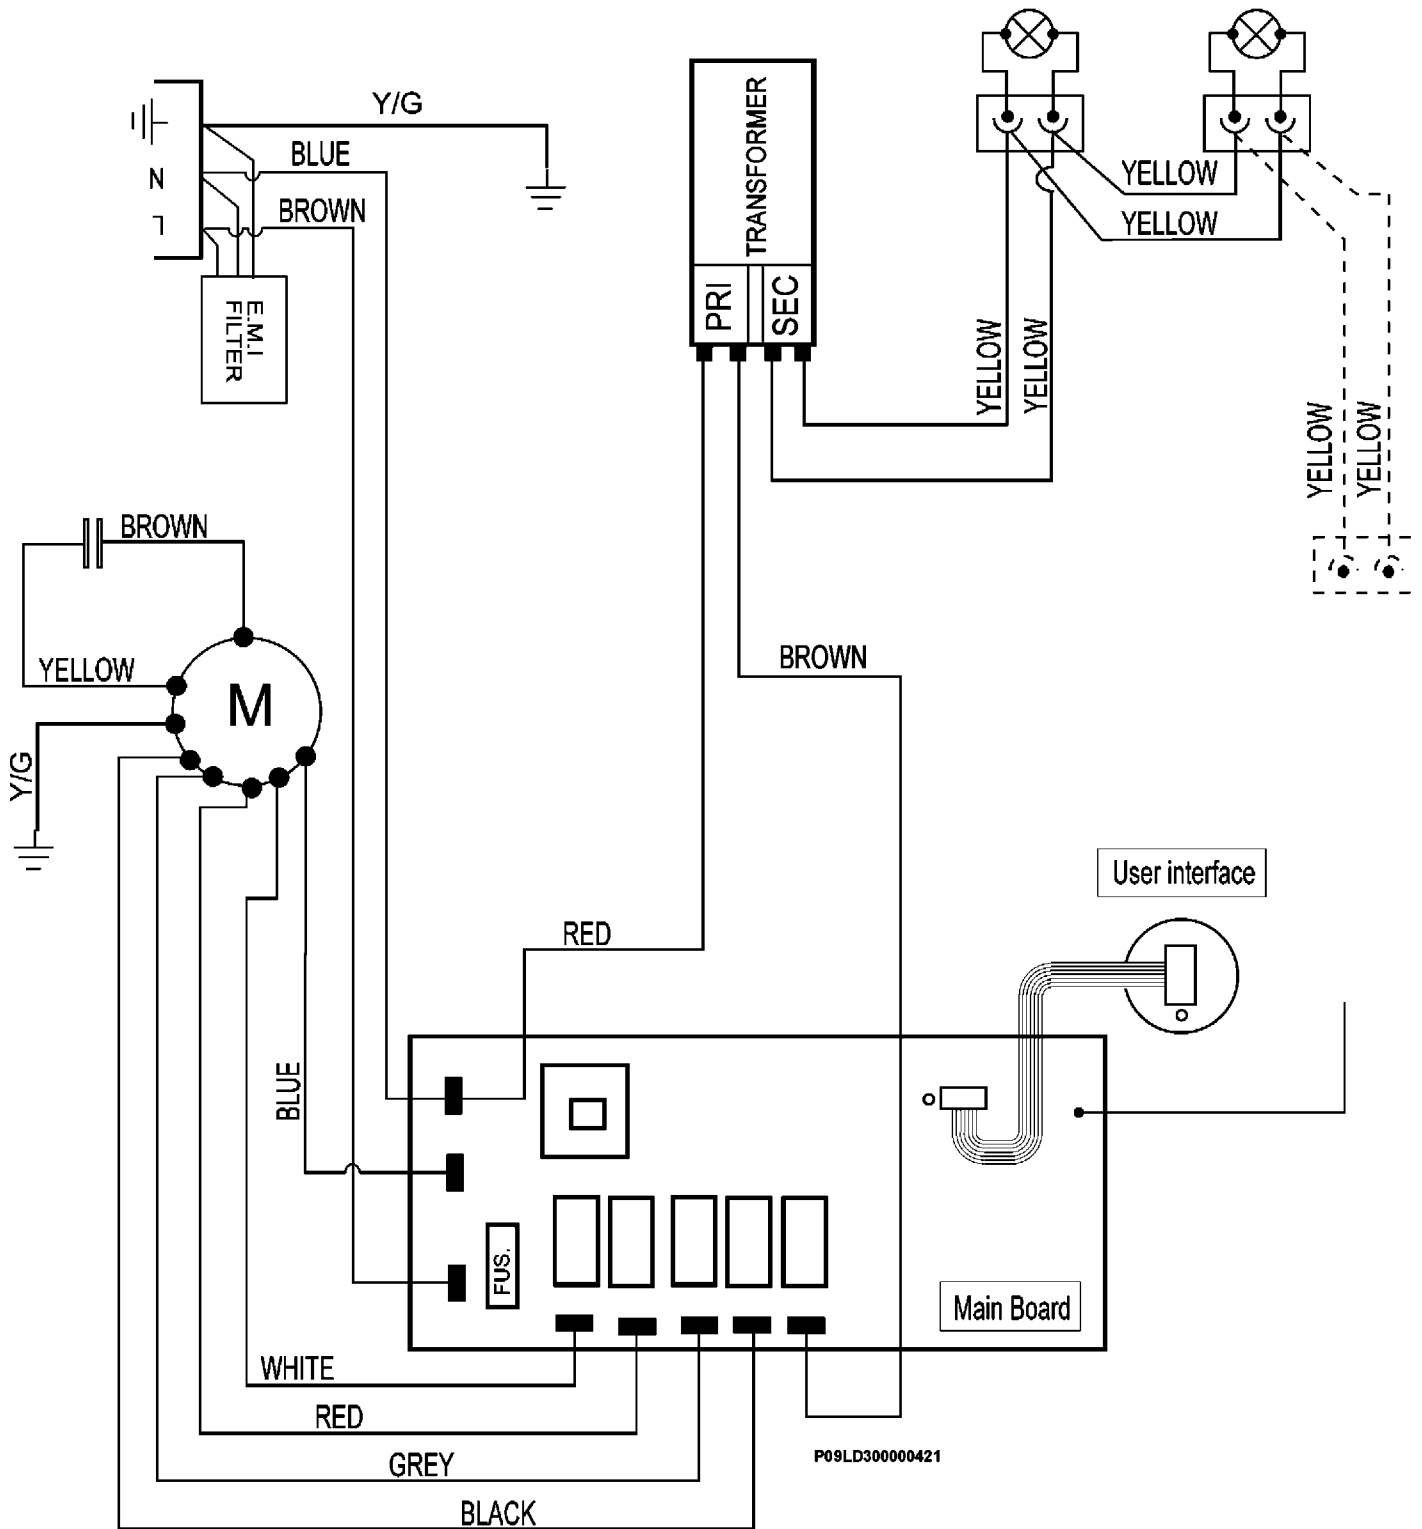 Y/G
BLUE
N
BROWN
L
E.M.I
FILTER
TRANSFORMER
PRI
SEC
YELLOW
YELLOW
YELLOW
YELLOW
YELLOW
YELLOW
BROWN
YELLOW
M
Y/G
BROWN
RED
User interface
BLUE
FUS.
Main Board
WHITE
RED
GREY
BLACK
P09LD300000421